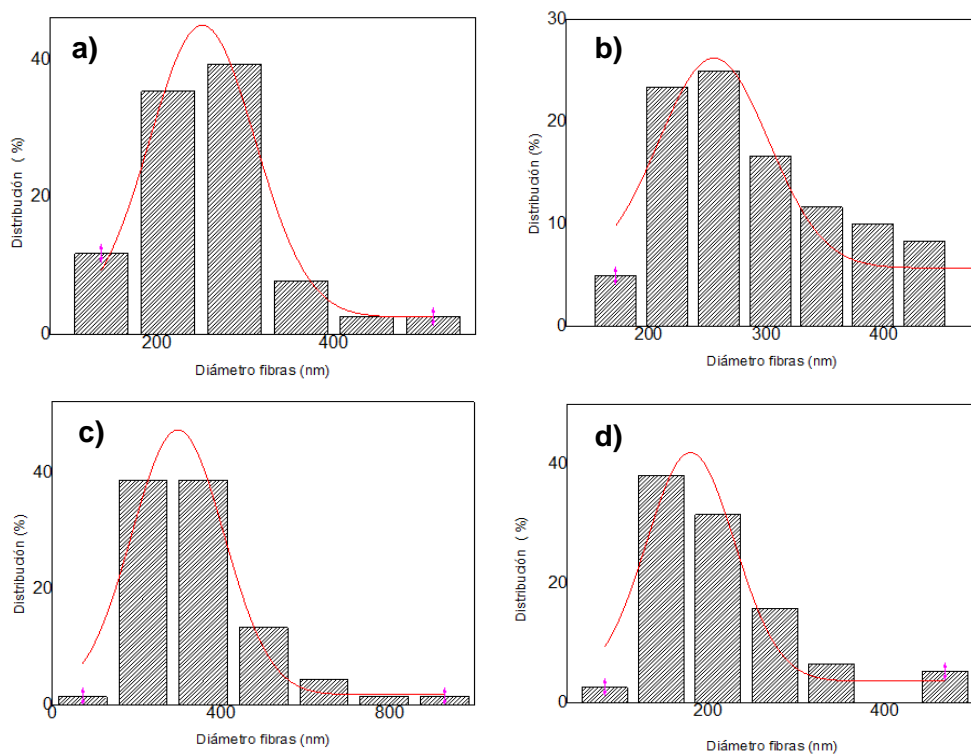 a)
40
20
0
200
400
Distribución ( %)
Diámetro fibras (nm)
b)
30
20
10
0
200
300
400
Distribución (%)
Diámetro fibras (nm)
c)
40
20
0
0
400
800
Distribución (%)
Diámetro fibras (nm)
d)
40
20
0
200
400
Distribución ( %)
Diámetro fibras (nm)